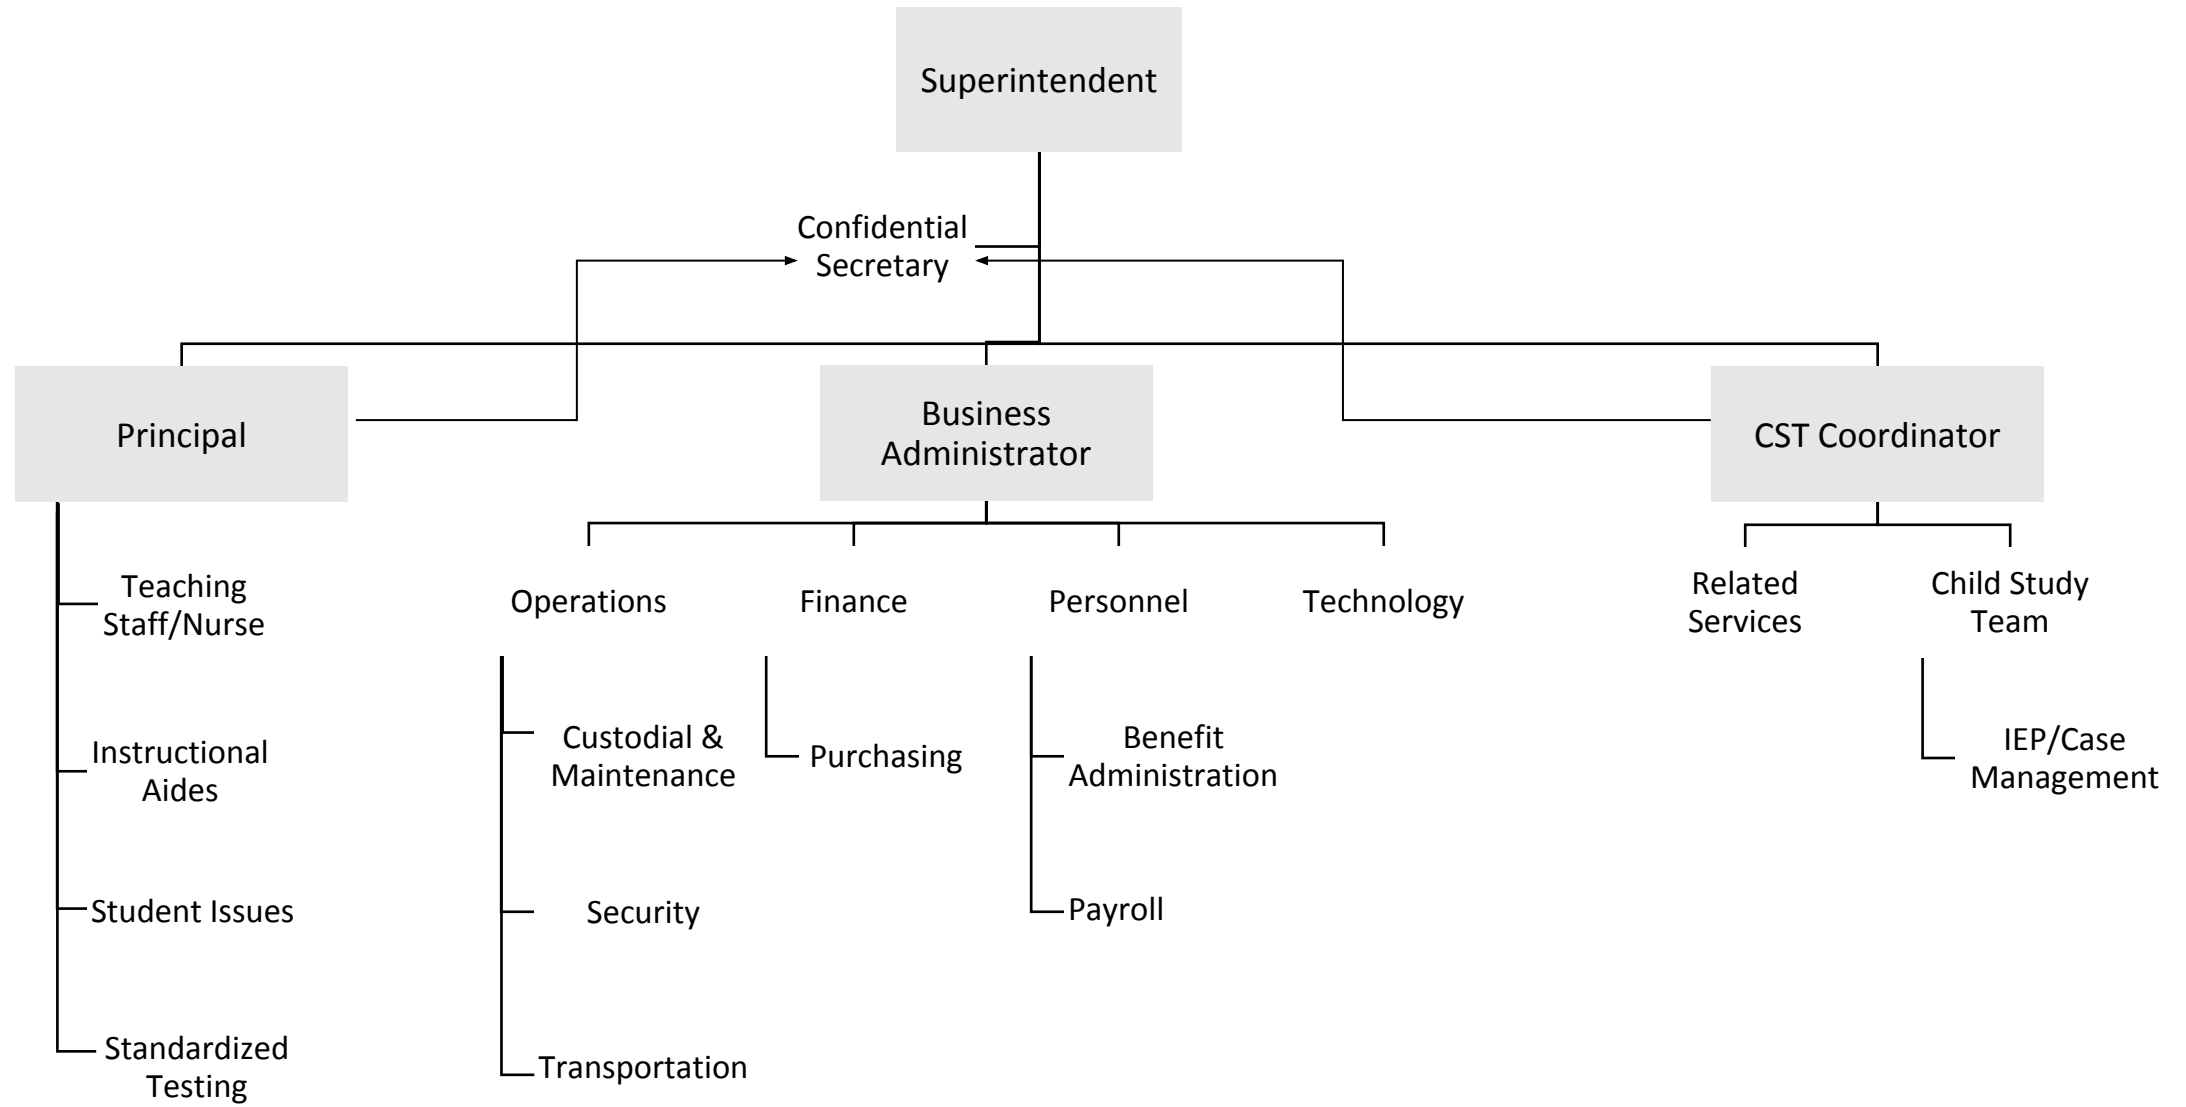 Superintendent
Confidential
Secretary
Principal
Business
Administrator
CST Coordinator
Teaching
Staff/Nurse
Instructional
Aides
Student Issues
Standardized
Testing
Operations
Custodial &
Maintenance
Security
Transportation
Finance
Purchasing
Personnel
Benefit
Administration
Payroll
Technology
Related
Services
Child Study
Team
IEP/Case
Management